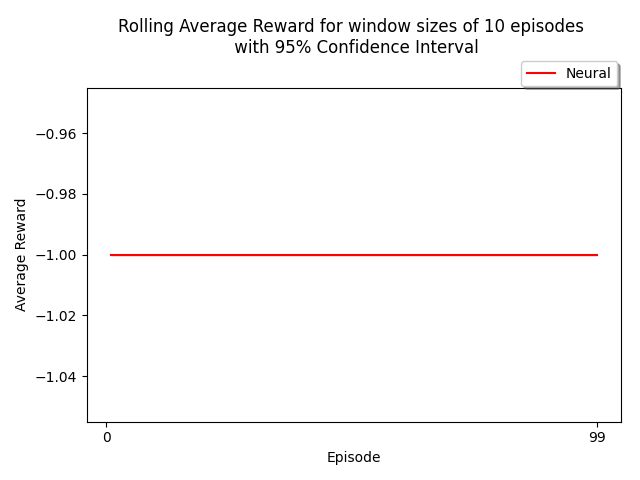 Rolling Average Reward for window sizes of 10 episodes
with 95% Confidence Interval
Neural
Average Reward
−0.96
−0.98
−1.00
−1.02
−1.04
0
99
Episode